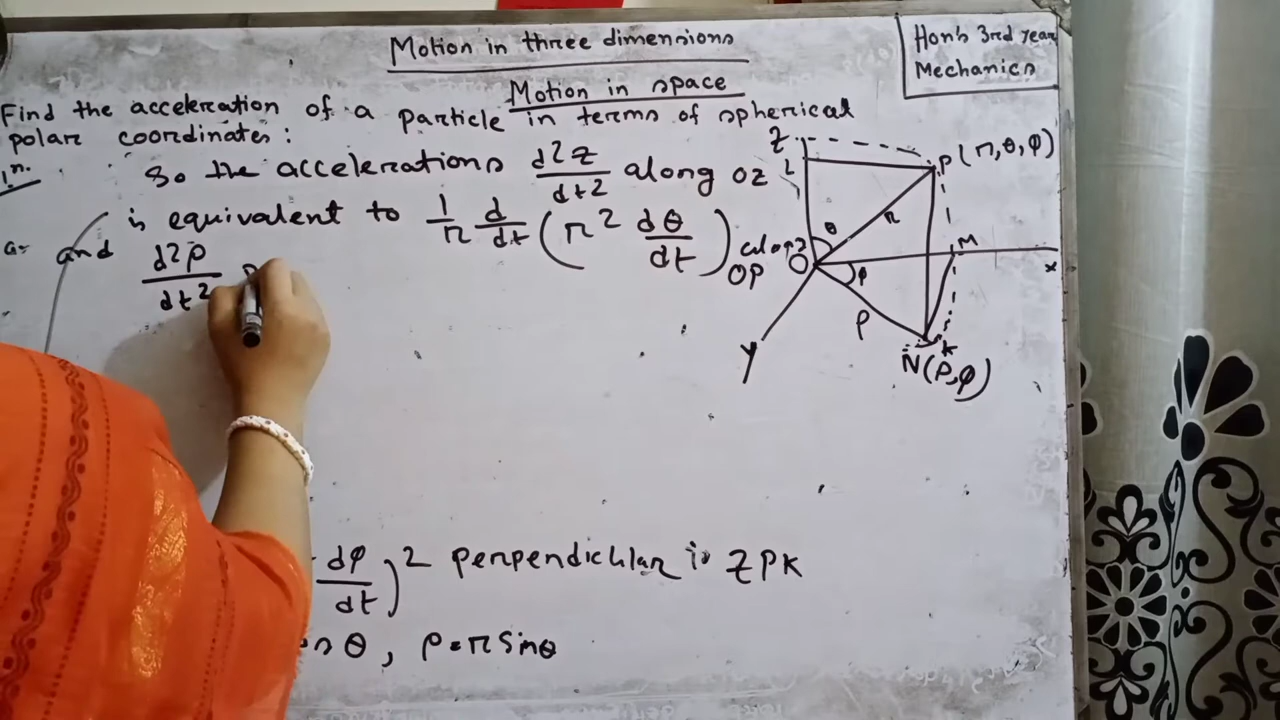 Motion in three dimensions
Hon's 3rd year
Mechanics
Motion in space
Find the acceleration of a particle in terms of spherical
polar coordinates:
So the accelerations d²z/dt² along oz
is equivalent to 1/r d/dt (r² dθ/dt) along
OP
and d²ρ/dt²
dφ/dt)² perpendicular is ZPK
θ, ρ=r sinθ
Z
L
P(r,θ,φ)
θ
r
O
φ
M
x
ρ
Y
K
N(ρ,φ)